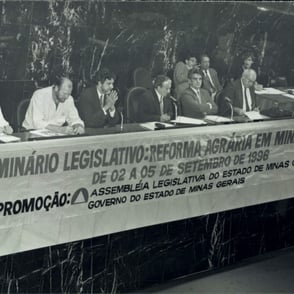 MINÁRIO LEGISLATIVO: REFORMA AGRÁRIA EM MIN
DE 02 A 05 DE SETEMBRO DE 1996
PROMOÇÃO: ASSEMBLÉIA LEGISLATIVA DO ESTADO DE MINAS G
GOVERNO DO ESTADO DE MINAS GERAIS